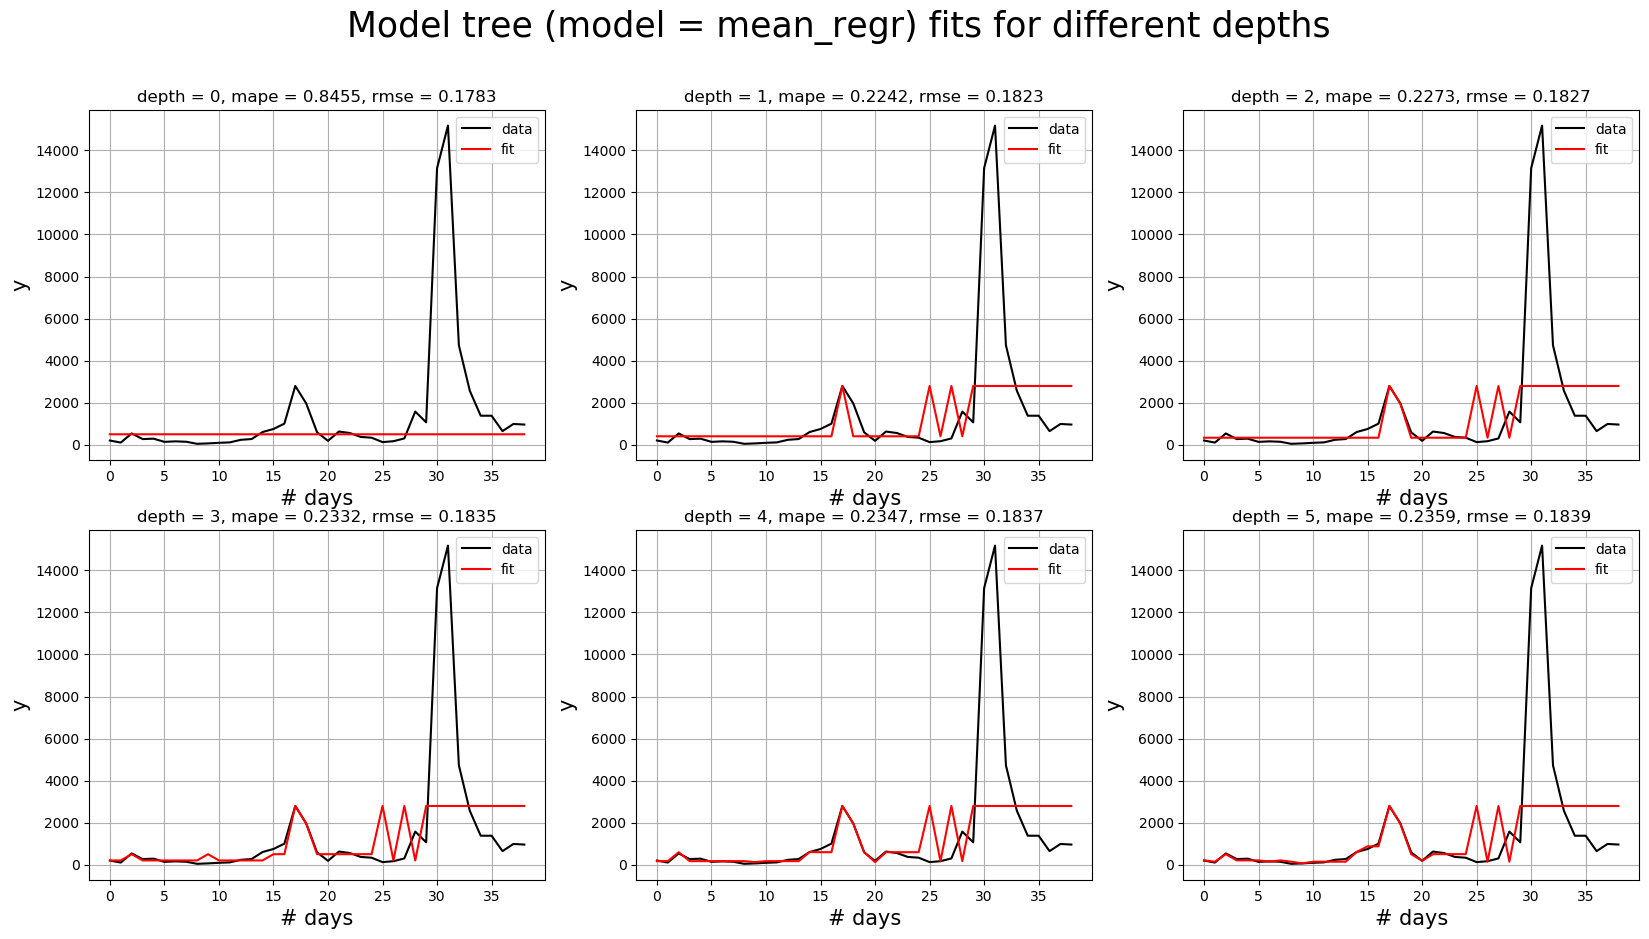 Model tree (model = mean_regr) fits for different depths
depth = 0, mape = 0.8455, rmse = 0.1783
data
fit
14000
12000
10000
8000
6000
4000
2000
0
y
0 5 10 15 20 25 30 35
# days
depth = 1, mape = 0.2242, rmse = 0.1823
data
fit
14000
12000
10000
8000
6000
4000
2000
0
y
0 5 10 15 20 25 30 35
# days
depth = 2, mape = 0.2273, rmse = 0.1827
data
fit
14000
12000
10000
8000
6000
4000
2000
0
y
0 5 10 15 20 25 30 35
# days
depth = 3, mape = 0.2332, rmse = 0.1835
data
fit
14000
12000
10000
8000
6000
4000
2000
0
y
0 5 10 15 20 25 30 35
# days
depth = 4, mape = 0.2347, rmse = 0.1837
data
fit
14000
12000
10000
8000
6000
4000
2000
0
y
0 5 10 15 20 25 30 35
# days
depth = 5, mape = 0.2359, rmse = 0.1839
data
fit
14000
12000
10000
8000
6000
4000
2000
0
y
0 5 10 15 20 25 30 35
# days